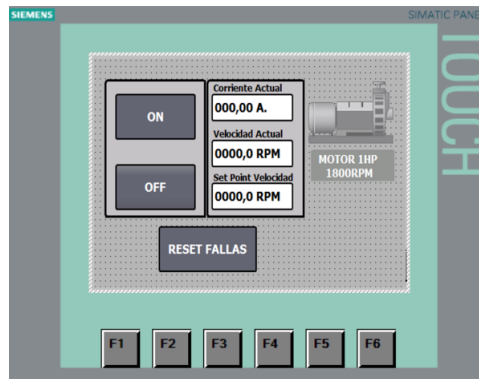 SIEMENS
SIMATIC PANE
TOUCH
ON
OFF
Corriente Actual
000,00 A.
Velocidad Actual
0000,0 RPM
Set Point Velocidad
0000,0 RPM
MOTOR 1HP
1800RPM
RESET FALLAS
F1
F2
F3
F4
F5
F6